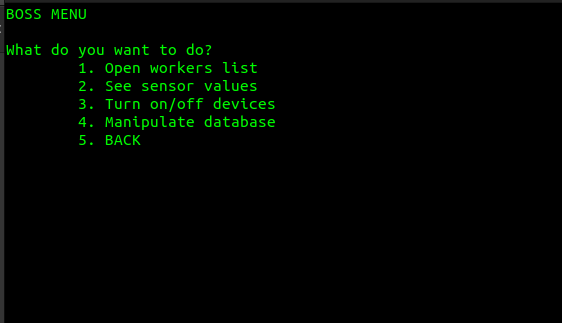 BOSS MENU
What do you want to do?
1. Open workers list
2. See sensor values
3. Turn on/off devices
4. Manipulate database
5. BACK